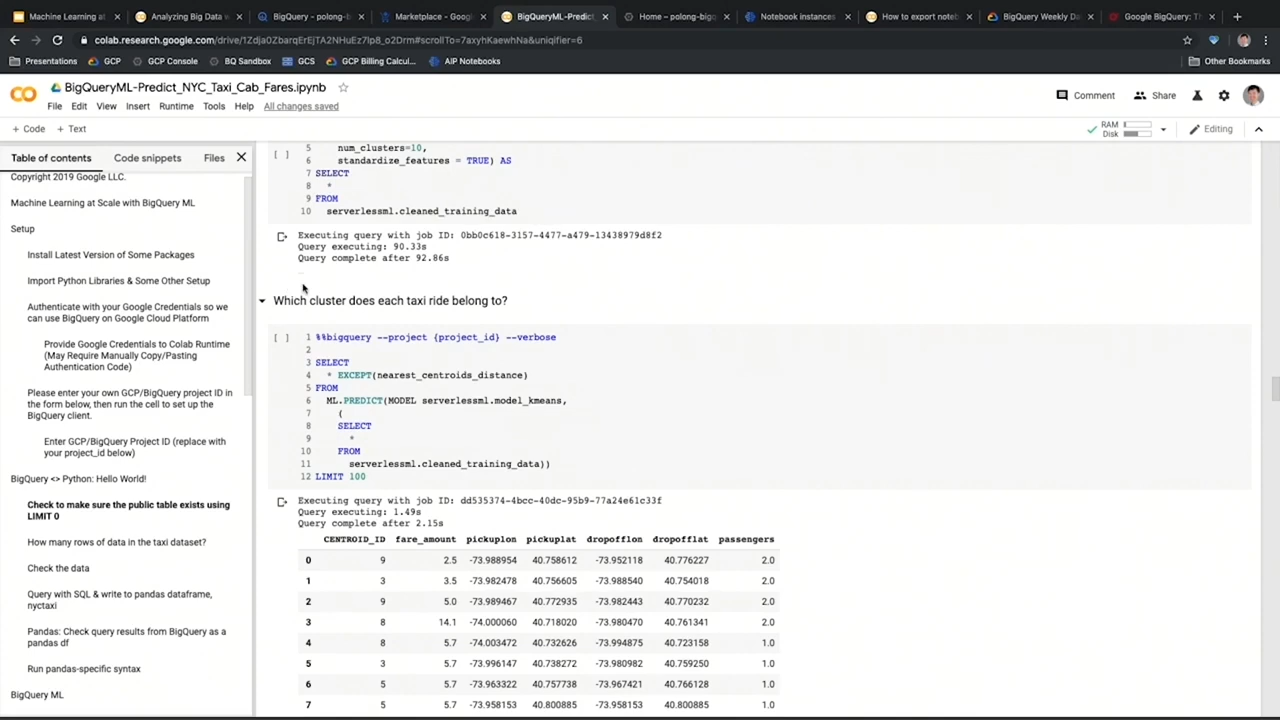 Machine Learning at
Analyzing Big Data w
BigQuery - polong-b
Marketplace - Goog
BigQueryML-Predict
Home – polong-bigq
Notebook instances
How to export noteb
BigQuery Weekly Da
Google BigQuery: Th
colab.research.google.com/drive/1Zdja0ZbarqErEjTA2NHuEz7Ip8_o2Drm#scrollTo=7axyhKaewhNa&uniqifier=6
Presentations
GCP
GCP Console
BQ Sandbox
GCS
GCP Billing Calcul...
AIP Notebooks
Other Bookmarks
BigQueryML-Predict_NYC_Taxi_Cab_Fares.ipynb
File Edit View Insert Runtime Tools Help All changes saved
Comment
Share
+ Code + Text
RAM
Disk
Editing
Table of contents Code snippets Files
Copyright 2019 Google LLC.
Machine Learning at Scale with BigQuery ML
Setup
Install Latest Version of Some Packages
Import Python Libraries & Some Other Setup
Authenticate with your Google Credentials so we
can use BigQuery on Google Cloud Platform
Provide Google Credentials to Colab Runtime
(May Require Manually Copy/Pasting
Authentication Code)
Please enter your own GCP/BigQuery project ID in
the form below, then run the cell to set up the
BigQuery client.
Enter GCP/BigQuery Project ID (replace with
your project_id below)
BigQuery <> Python: Hello World!
Check to make sure the public table exists using
LIMIT 0
How many rows of data in the taxi dataset?
Check the data
Query with SQL & write to pandas dataframe,
nyctaxi
Pandas: Check query results from BigQuery as a
pandas df
Run pandas-specific syntax
BigQuery ML
5 num_clusters=10,
[ ] 6 standardize_features = TRUE) AS
7 SELECT
8 *
9 FROM
10 serverlessml.cleaned_training_data
Executing query with job ID: 0bb0c618-3157-4477-a479-13438979d8f2
Query executing: 90.33s
Query complete after 92.86s
Which cluster does each taxi ride belong to?
[ ] 1 %%bigquery --project {project_id} --verbose
2
3 SELECT
4 * EXCEPT(nearest_centroids_distance)
5 FROM
6 ML.PREDICT(MODEL serverlessml.model_kmeans,
7 (
8 SELECT
9 *
10 FROM
11 serverlessml.cleaned_training_data))
12 LIMIT 100
Executing query with job ID: dd535374-4bcc-40dc-95b9-77a24e61c33f
Query executing: 1.49s
Query complete after 2.15s
CENTROID_ID fare_amount pickuplon pickuplat dropofflon dropofflat passengers
0 9 2.5 -73.988954 40.758612 -73.952118 40.776227 2.0
1 3 3.5 -73.982478 40.756605 -73.988540 40.754018 2.0
2 9 5.0 -73.989467 40.772935 -73.982443 40.770232 2.0
3 8 14.1 -74.000060 40.718020 -73.980470 40.761341 2.0
4 8 5.7 -74.003472 40.732626 -73.994875 40.723158 1.0
5 3 5.7 -73.996147 40.738272 -73.980982 40.759250 1.0
6 5 5.7 -73.963322 40.757738 -73.967421 40.766128 1.0
7 5 5.7 -73.958153 40.800885 -73.958153 40.800885 1.0